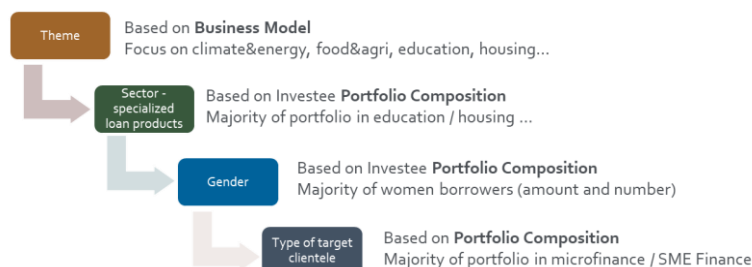 Theme
Based on Business Model
Focus on climate&energy, food&agri, education, housing...
Sector -
specialized
loan products
Based on Investee Portfolio Composition
Majority of portfolio in education / housing ...
Gender
Based on Investee Portfolio Composition
Majority of women borrowers (amount and number)
Type of target
clientele
Based on Portfolio Composition
Majority of portfolio in microfinance / SME Finance